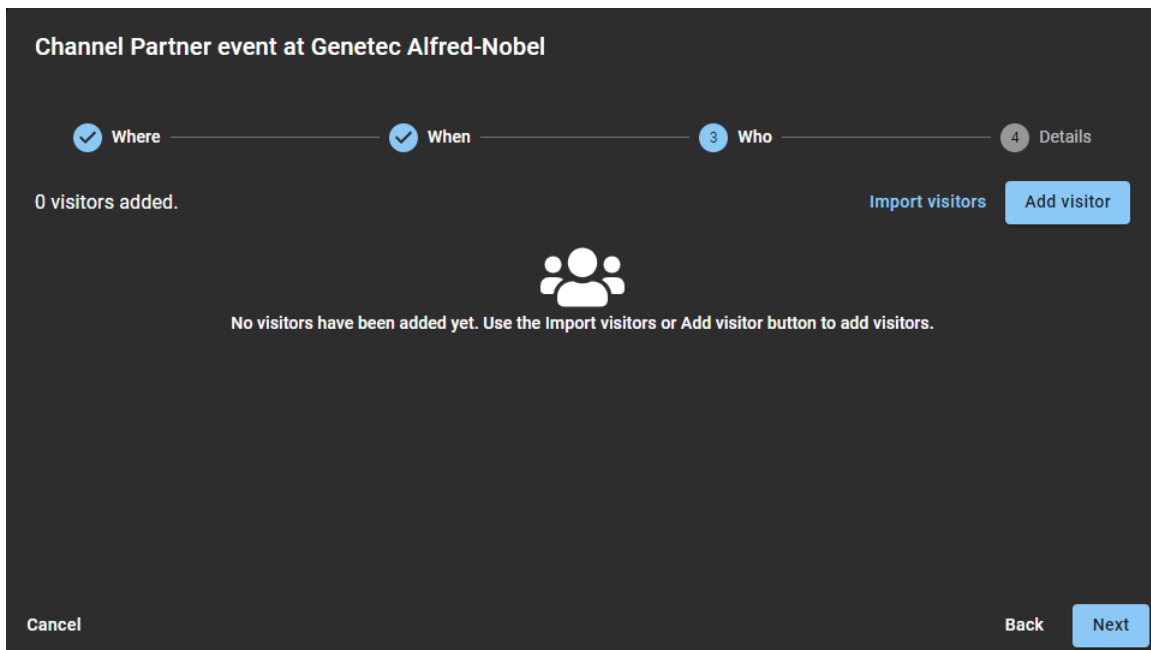 Channel Partner event at Genetec Alfred-Nobel
Where When 3 Who 4 Details
0 visitors added. Import visitors Add visitor
No visitors have been added yet. Use the Import visitors or Add visitor button to add visitors.
Cancel Back Next